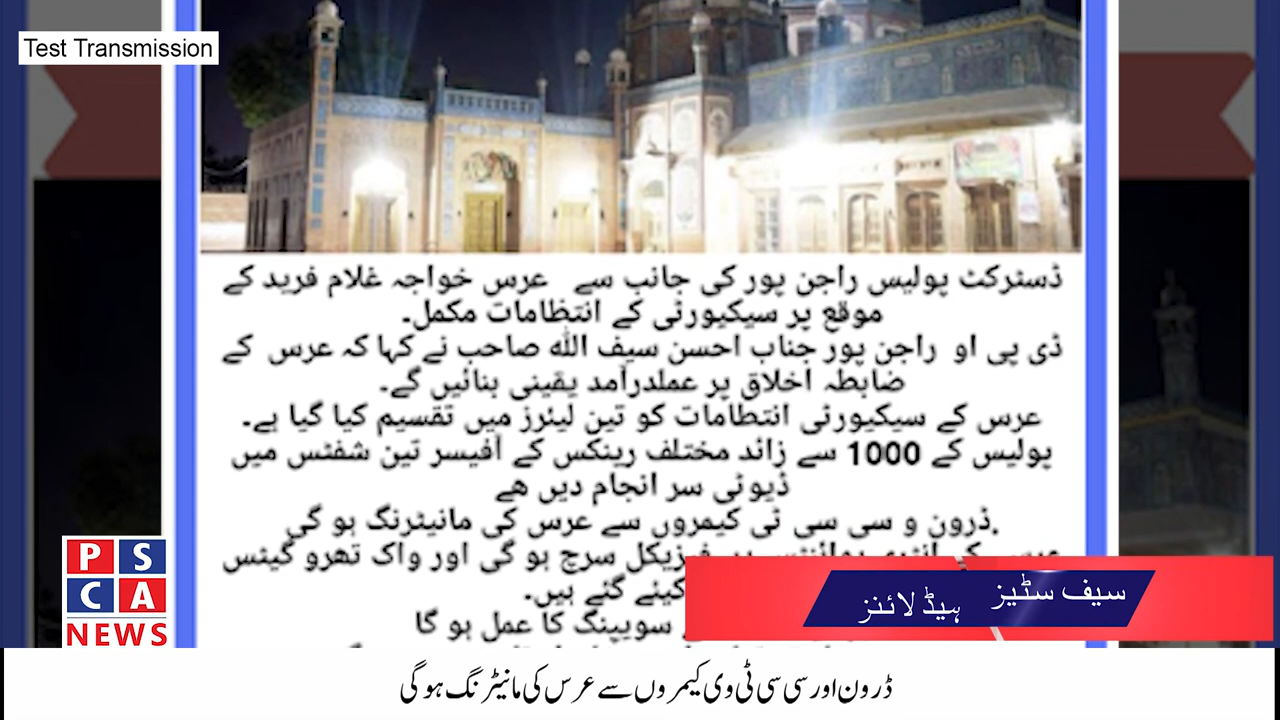 Test Transmission
ڈسٹرکٹ پولیس راجن پور کی جانب سے عرس خواجہ غلام فرید کے
موقع پر سیکیورٹی کے انتظامات مکمل۔
ڈی پی او راجن پور جناب احسن سیف اللہ صاحب نے کہا کہ عرس کے
ضابطہ اخلاق پر عملدرآمد یقینی بنائیں گے۔
عرس کے سیکیورٹی انتطامات کو تین لیئرز میں تقسیم کیا گیا ہے۔
پولیس کے 1000 سے زائد مختلف رینکس کے آفیسر تین شفٹس میں
ڈیوٹی سر انجام دیں ھے
.ڈرون و سی سی ٹی کیمروں سے عرس کی مانیٹرنگ ہو گی
سرچ ہو گی اور واک تھرو گیٹس
کیئے گئے ہیں۔
سویپنگ کا عمل ہو گا
سیف سٹیز
ہیڈ لائنز
PSCA
NEWS
ڈرون اور سی سی ٹی وی کیمروں سے عرس کی مانیٹرنگ ہوگی